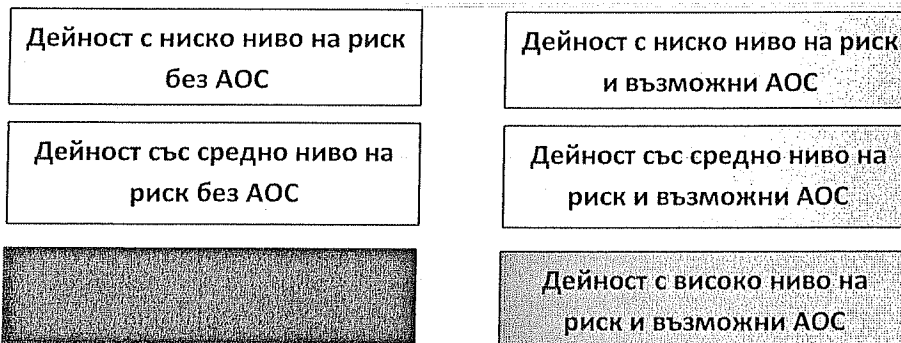 Дейност с ниско ниво на риск
без АОС
Дейност с ниско ниво на риск
и възможни АОС
Дейност със средно ниво на
риск без АОС
Дейност със средно ниво на
риск и възможни АОС
Дейност с високо ниво на
риск и възможни АОС